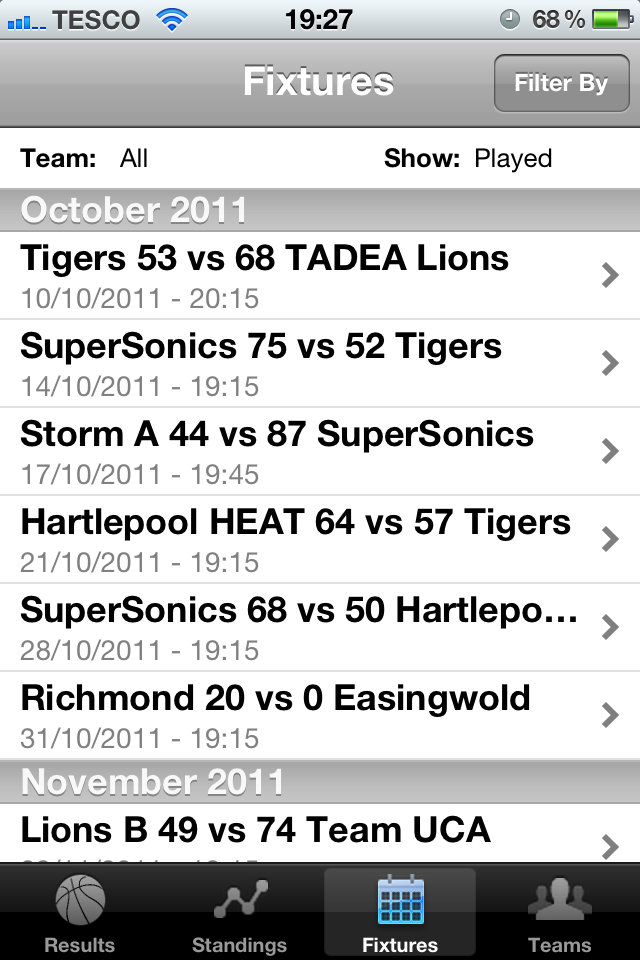 TESCO 19:27 68 %
Fixtures Filter By
Team: All Show: Played
October 2011
Tigers 53 vs 68 TADEA Lions
10/10/2011 - 20:15
SuperSonics 75 vs 52 Tigers
14/10/2011 - 19:15
Storm A 44 vs 87 SuperSonics
17/10/2011 - 19:45
Hartlepool HEAT 64 vs 57 Tigers
21/10/2011 - 19:15
SuperSonics 68 vs 50 Hartlepo...
28/10/2011 - 19:15
Richmond 20 vs 0 Easingwold
31/10/2011 - 19:15
November 2011
Lions B 49 vs 74 Team UCA
Results Standings Fixtures Teams